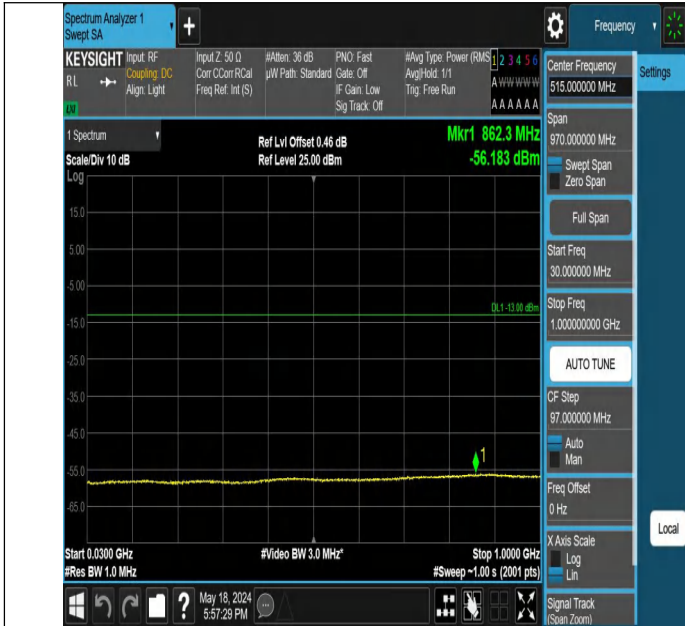 Spectrum Analyzer 1
Swept SA
+
Frequency
KEYSIGHT
RL
Input: RF
Coupling: DC
Align: Light
Input Z: 50 Ω
Corr CCorr RCal
Freq Ref: Int (S)
#Atten: 36 dB
µW Path: Standard
PNO: Fast
Gate: Off
IF Gain: Low
Sig Track: Off
#Avg Type: Power (RMS
Avg|Hold: 1/1
Trig: Free Run
1 2 3 4 5 6
A W W W W W
A A A A A A
1 Spectrum
Scale/Div 10 dB
Log
Ref Lvl Offset 0.46 dB
Ref Level 25.00 dBm
Mkr1 862.3 MHz
-56.183 dBm
15.0
5.00
-5.00
DL1 -13.00 dBm
-15.0
-25.0
-35.0
-45.0
1
-55.0
-65.0
Start 0.0300 GHz
#Res BW 1.0 MHz
#Video BW 3.0 MHz*
Stop 1.0000 GHz
#Sweep ~1.00 s (2001 pts)
?
May 18, 2024
5:57:29 PM
Center Frequency
515.000000 MHz
Settings
Span
970.000000 MHz
Swept Span
Zero Span
Full Span
Start Freq
30.000000 MHz
Stop Freq
1.000000000 GHz
AUTO TUNE
CF Step
97.000000 MHz
Auto
Man
Freq Offset
0 Hz
Local
X Axis Scale
Log
Lin
Signal Track
(Span Zoom)